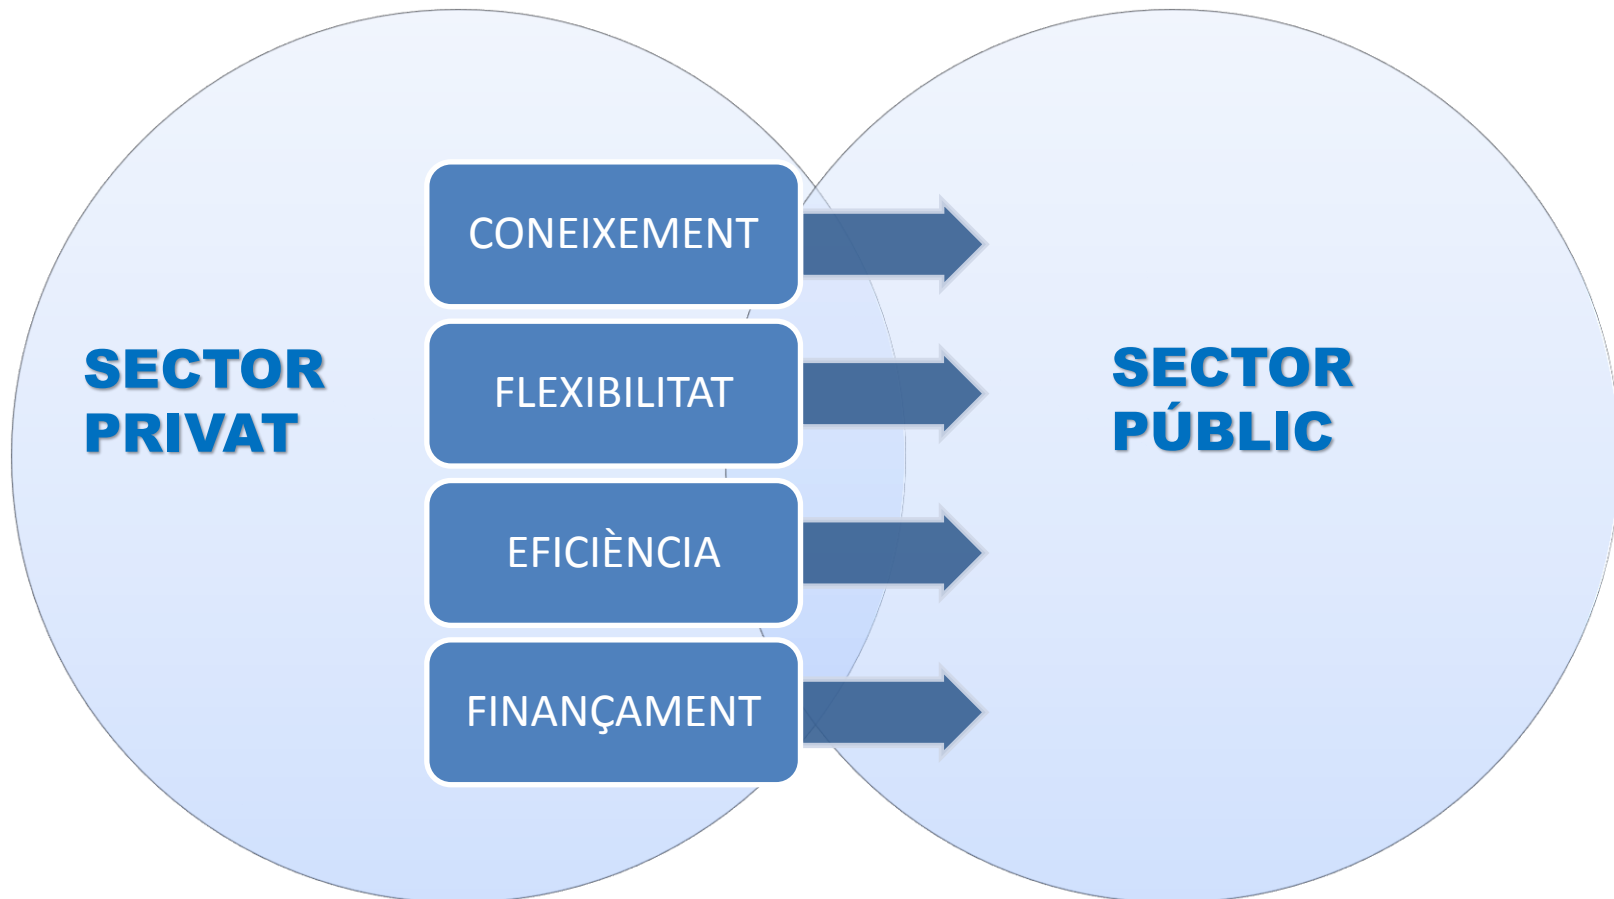 SECTOR
PRIVAT
CONEIXEMENT
FLEXIBILITAT
EFICIÈNCIA
FINANÇAMENT
SECTOR
PÚBLIC